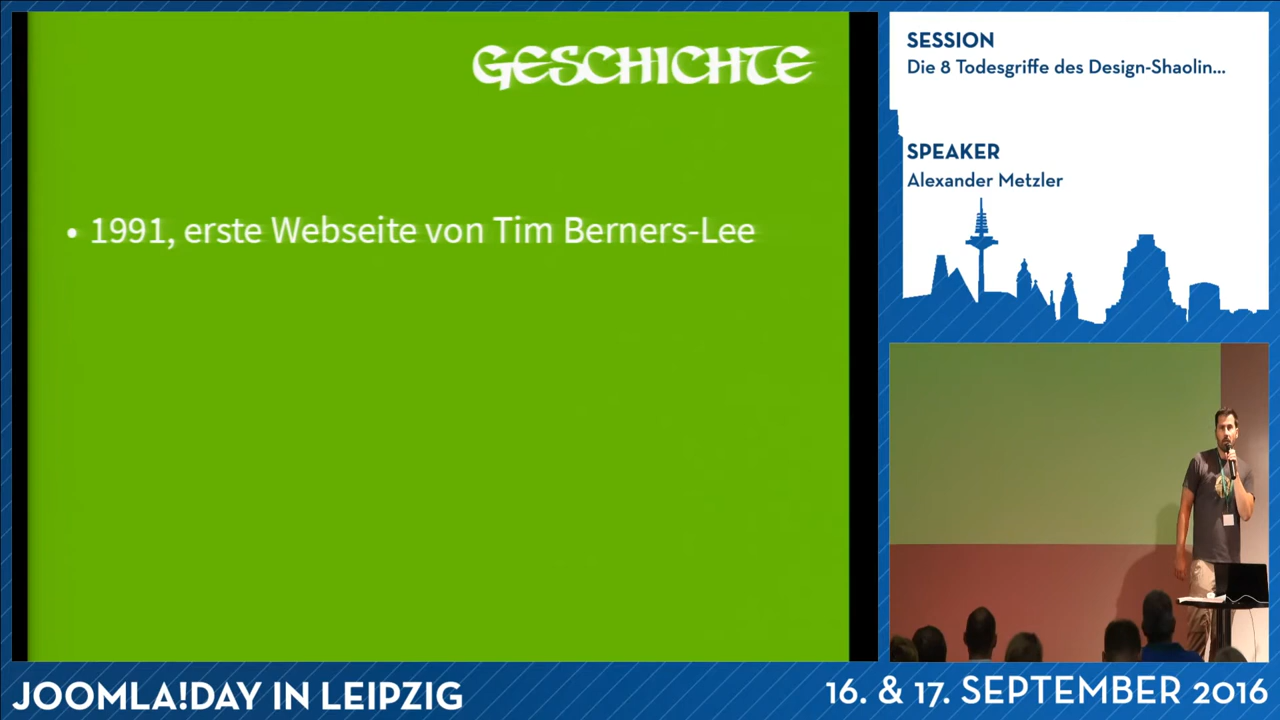 GESCHICHTE
• 1991, erste Webseite von Tim Berners-Lee
SESSION
Die 8 Todesgriffe des Design-Shaolin...
SPEAKER
Alexander Metzler
JOOMLA!DAY IN LEIPZIG
16. & 17. SEPTEMBER 2016